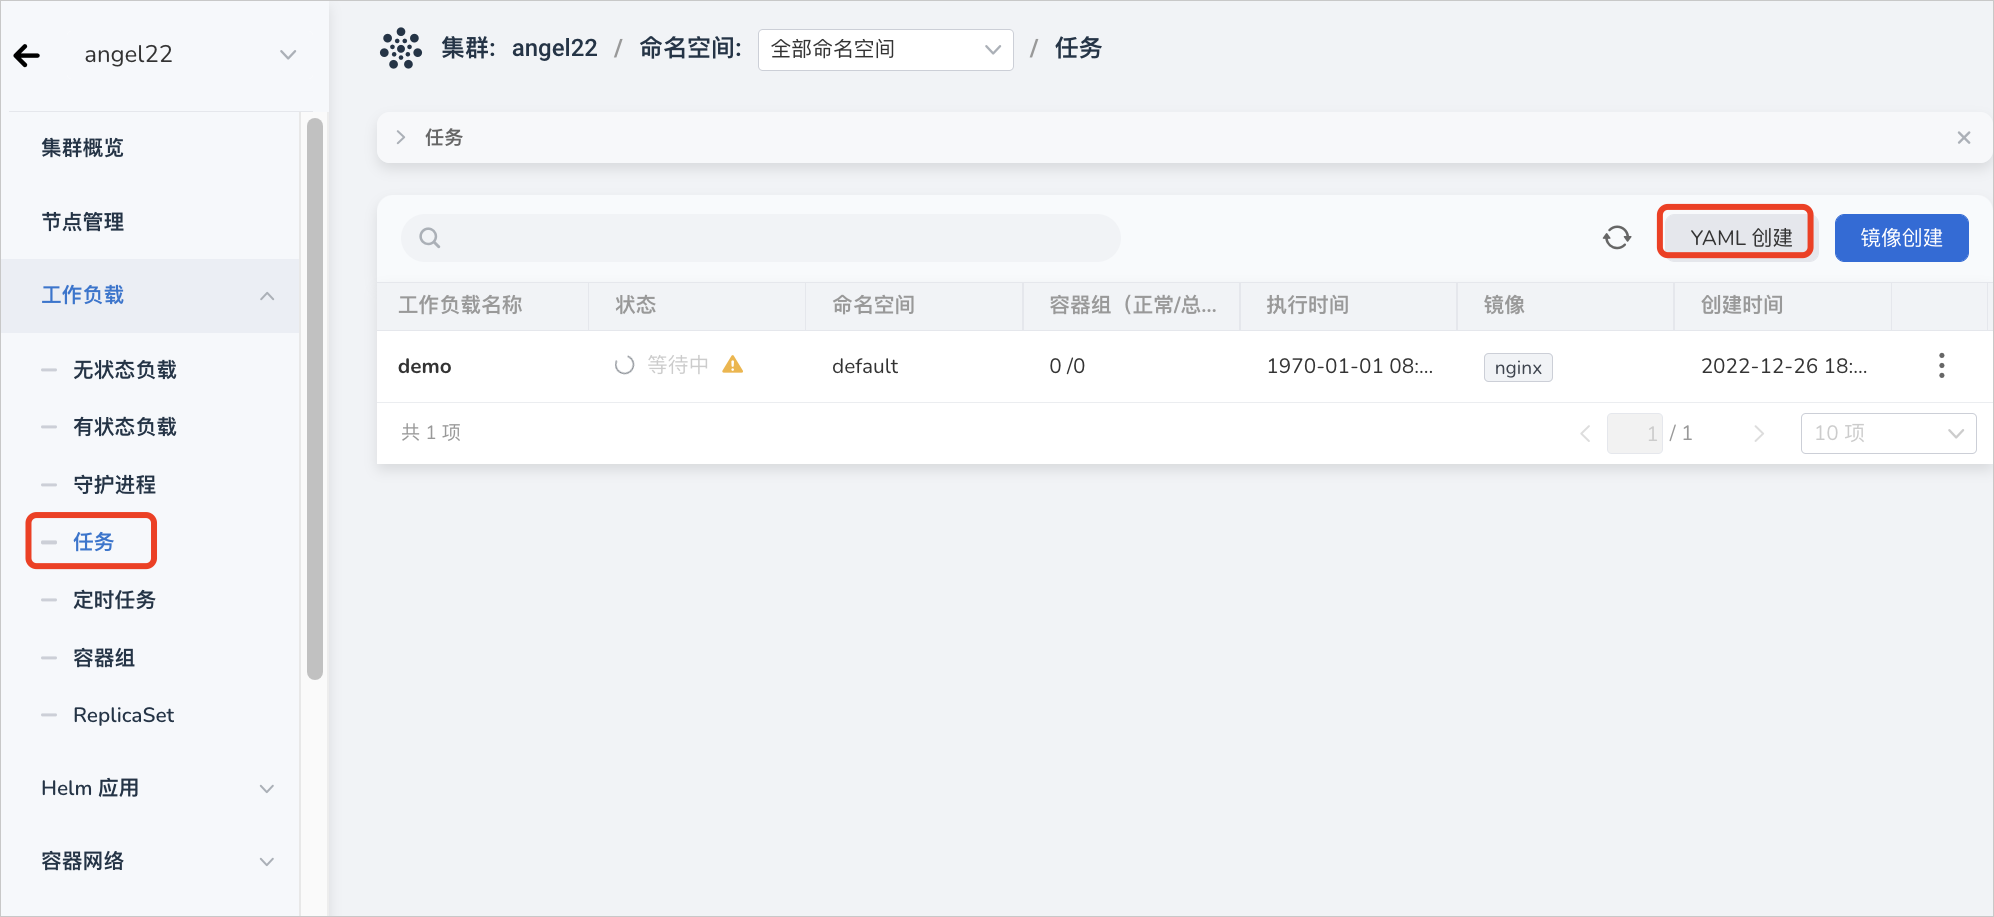 angel22
集群: angel22 / 命名空间: 全部命名空间 / 任务
集群概览
节点管理
工作负载
无状态负载
有状态负载
守护进程
任务
定时任务
容器组
ReplicaSet
Helm 应用
容器网络
任务
YAML 创建
镜像创建
工作负载名称 状态 命名空间 容器组（正常/总... 执行时间 镜像 创建时间
demo 等待中 default 0 /0 1970-01-01 08:... nginx 2022-12-26 18:...
共 1 项
1 / 1
10 项